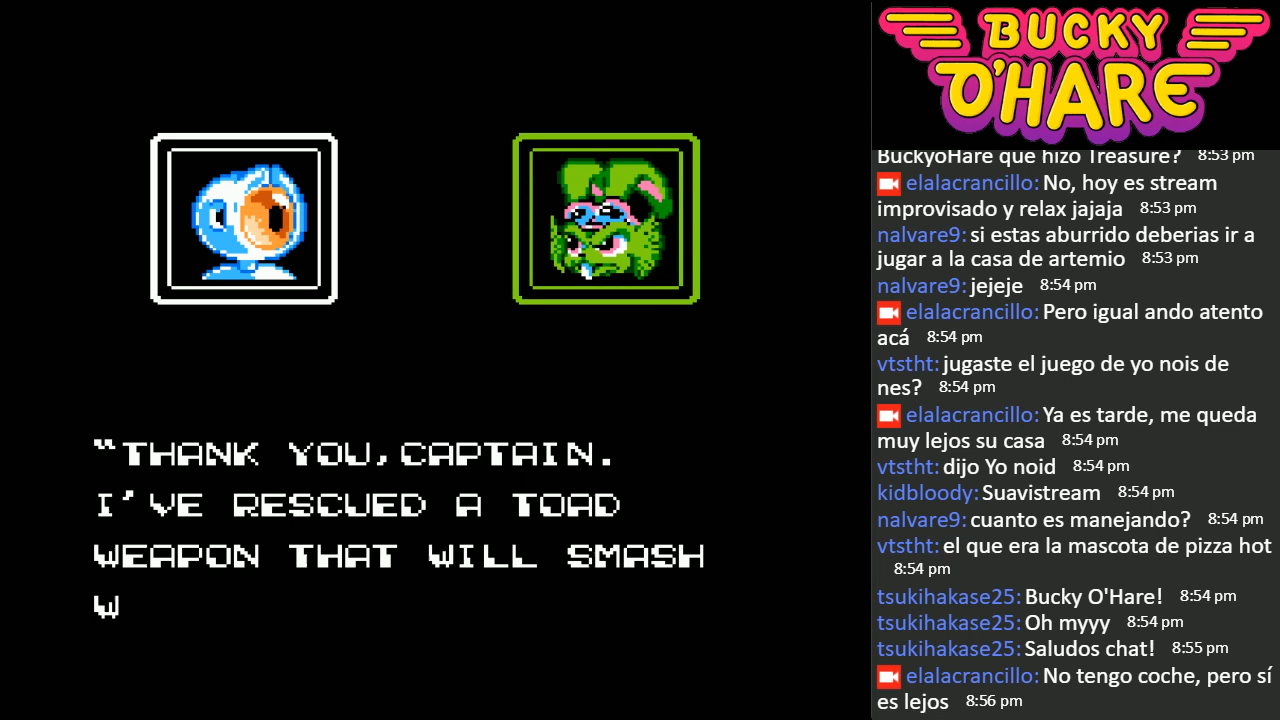 “THANK YOU,CAPTAIN.
I'VE RESCUED A TOAD
WEAPON THAT WILL SMASH
W
BUCKY
O'HARE
BuckyoHare que hizo Treasure? 8:53 pm
elalacrancillo: No, hoy es stream
improvisado y relax jajaja 8:53 pm
nalvare9: si estas aburrido deberias ir a
jugar a la casa de artemio 8:53 pm
nalvare9: jejeje 8:54 pm
elalacrancillo: Pero igual ando atento
acá 8:54 pm
vtstht: jugaste el juego de yo nois de
nes? 8:54 pm
elalacrancillo: Ya es tarde, me queda
muy lejos su casa 8:54 pm
vtstht: dijo Yo noid 8:54 pm
kidbloody: Suavistream 8:54 pm
nalvare9: cuanto es manejando? 8:54 pm
vtstht: el que era la mascota de pizza hot
8:54 pm
tsukihakase25: Bucky O'Hare! 8:54 pm
tsukihakase25: Oh myyy 8:54 pm
tsukihakase25: Saludos chat! 8:55 pm
elalacrancillo: No tengo coche, pero sí
es lejos 8:56 pm